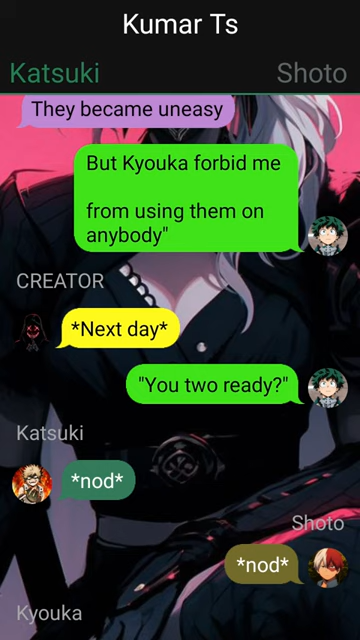 Kumar Ts
Katsuki
Shoto
They became uneasy
But Kyouka forbid me
from using them on
anybody"
CREATOR
*Next day*
"You two ready?"
Katsuki
*nod*
Shoto
*nod*
Kyouka